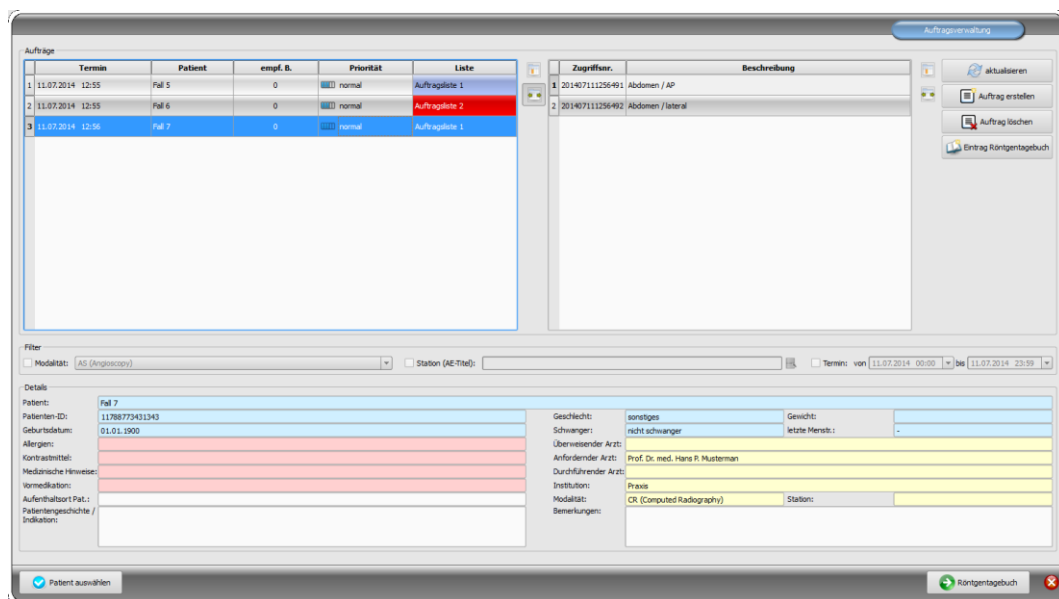 Auftragsverwaltung
Aufträge
Termin Patient empf. B. Priorität Liste
1 11.07.2014 12:55 Fall 5 0 normal Auftragsliste 1
2 11.07.2014 12:55 Fall 6 0 normal Auftragsliste 2
3 11.07.2014 12:56 Fall 7 0 normal Auftragsliste 1
Zugriffsnr. Beschreibung
1 201407111256491 Abdomen / AP
2 201407111256492 Abdomen / lateral
aktualisieren
Auftrag erstellen
Auftrag löschen
Eintrag Röntgentagebuch
Filter
Modalität: AS (Angioscopy) Station (AE-Titel): Termin: von 11.07.2014 00:00 bis 11.07.2014 23:59
Details
Patient: Fall 7
Patienten-ID: 11788773431343 Geschlecht: sonstiges Gewicht:
Geburtsdatum: 01.01.1900 Schwanger: nicht schwanger letzte Menstr.: -
Allergien: Überweisender Arzt:
Kontrastmittel: Anfordernder Arzt: Prof. Dr. med. Hans P. Musterman
Medizinische Hinweise: Durchführender Arzt:
Vormedikation: Institution: Praxis
Aufenthaltsort Pat.: Modalität: CR (Computed Radiography) Station:
Patientengeschichte / Bemerkungen:
Indikation:
Patient auswählen Röntgentagebuch